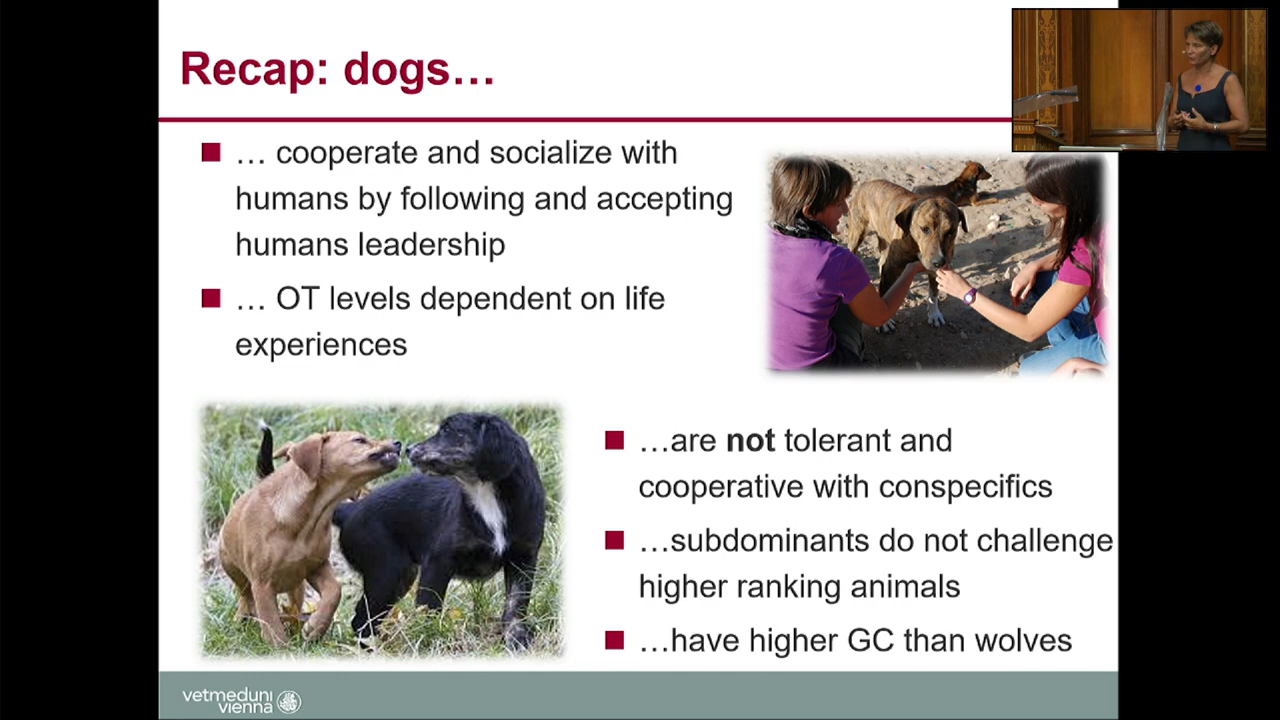 Recap: dogs…
… cooperate and socialize with
humans by following and accepting
humans leadership
… OT levels dependent on life
experiences
…are not tolerant and
cooperative with conspecifics
…subdominants do not challenge
higher ranking animals
…have higher GC than wolves
vetmeduni
vienna